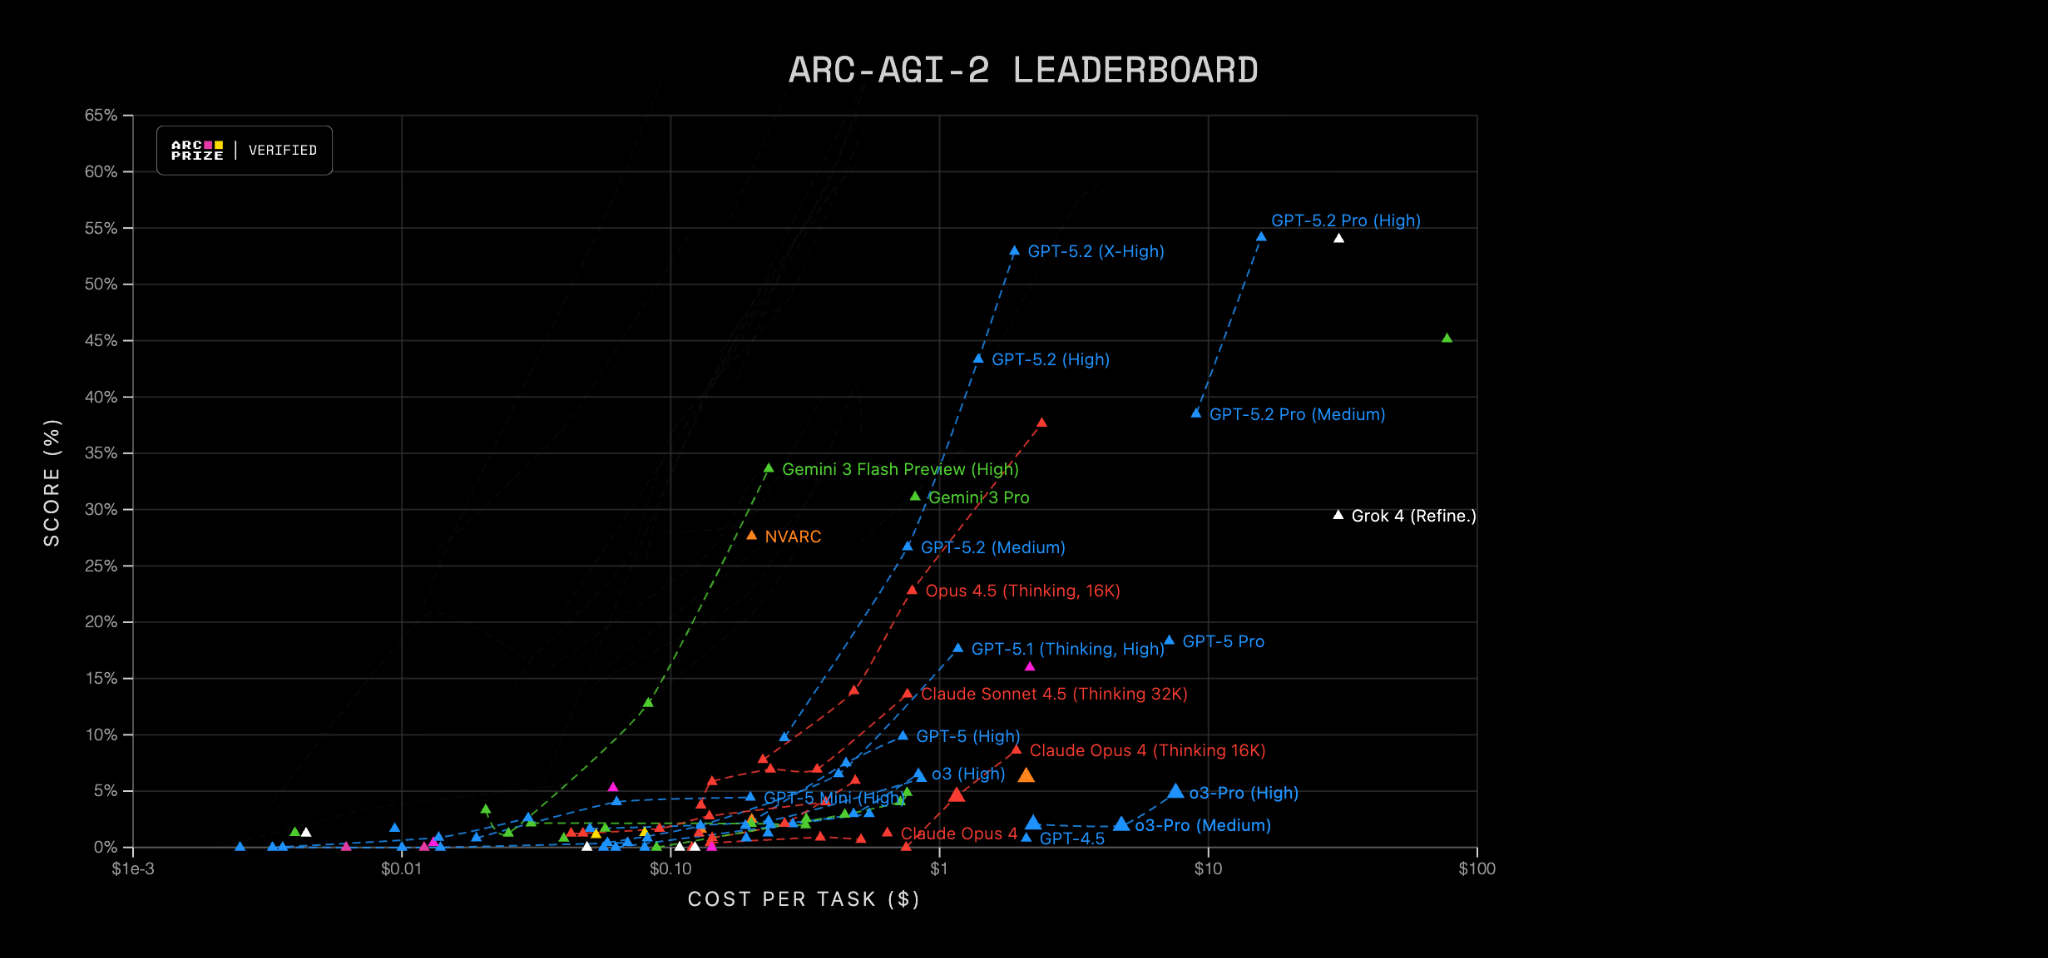 ARC-AGI-2 LEADERBOARD
65%
ARC
PRIZE
VERIFIED
60%
GPT-5.2 Pro (High)
55%
GPT-5.2 (X-High)
50%
45%
GPT-5.2 (High)
40%
GPT-5.2 Pro (Medium)
35%
Gemini 3 Flash Preview (High)
Gemini 3 Pro
30%
Grok 4 (Refine.)
NVARC
GPT-5.2 (Medium)
25%
Opus 4.5 (Thinking, 16K)
20%
GPT-5 Pro
GPT-5.1 (Thinking, High)
15%
Claude Sonnet 4.5 (Thinking 32K)
10%
GPT-5 (High)
Claude Opus 4 (Thinking 16K)
o3 (High)
5%
o3-Pro (High)
GPT-5 Mini (High)
o3-Pro (Medium)
Claude Opus 4
GPT-4.5
0%
SCORE (%)
$1e-3
$0.01
$0.10
$1
$10
$100
COST PER TASK ($)